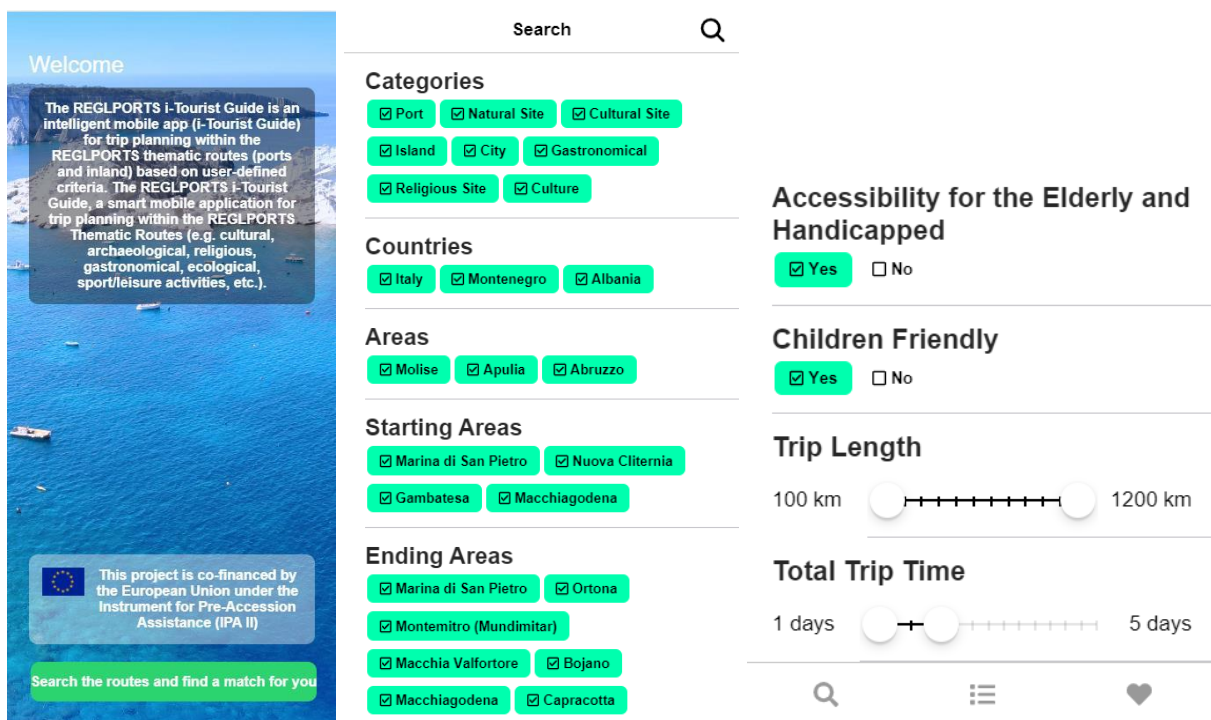 Welcome
The REGLPORTS i-Tourist Guide is an
intelligent mobile app (i-Tourist Guide)
for trip planning within the
REGLPORTS thematic routes (ports
and inland) based on user-defined
criteria. The REGLPORTS i-Tourist
Guide, a smart mobile application for
trip planning within the REGLPORTS
Thematic Routes (e.g. cultural,
archaeological, religious,
gastronomical, ecological,
sport/leisure activities, etc.).
This project is co-financed by
the European Union under the
Instrument for Pre-Accession
Assistance (IPA II)
Search the routes and find a match for you
Search
Categories
Port Natural Site Cultural Site
Island City Gastronomical
Religious Site Culture
Countries
Italy Montenegro Albania
Areas
Molise Apulia Abruzzo
Starting Areas
Marina di San Pietro Nuova Cliternia
Gambatesa Macchiagodena
Ending Areas
Marina di San Pietro Ortona
Montemitro (Mundimitar)
Macchia Valfortore Bojano
Macchiagodena Capracotta
Accessibility for the Elderly and
Handicapped
Yes No
Children Friendly
Yes No
Trip Length
100 km 1200 km
Total Trip Time
1 days 5 days